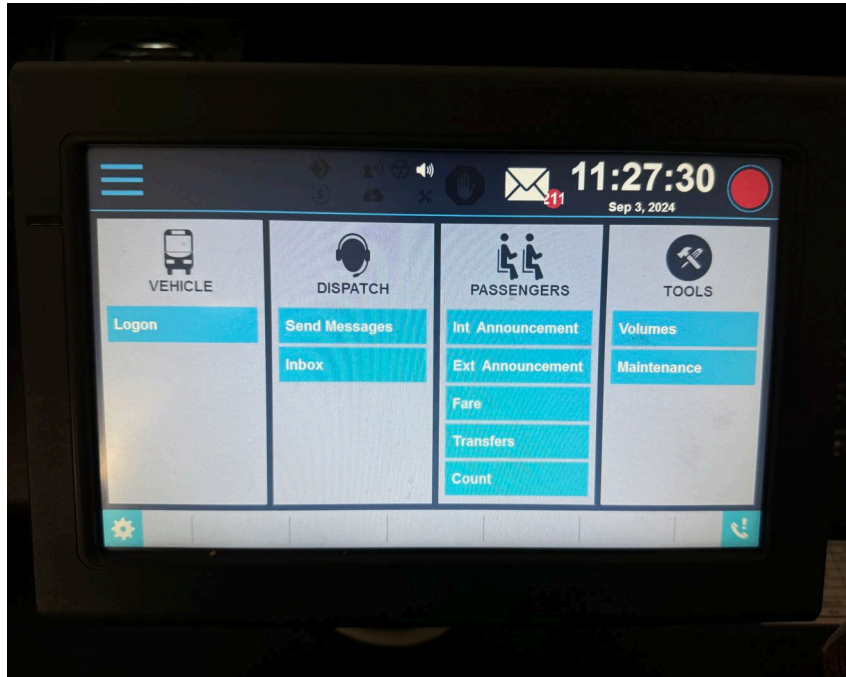 211
11:27:30
Sep 3, 2024
VEHICLE
Logon
DISPATCH
Send Messages
Inbox
PASSENGERS
Int Announcement
Ext Announcement
Fare
Transfers
Count
TOOLS
Volumes
Maintenance